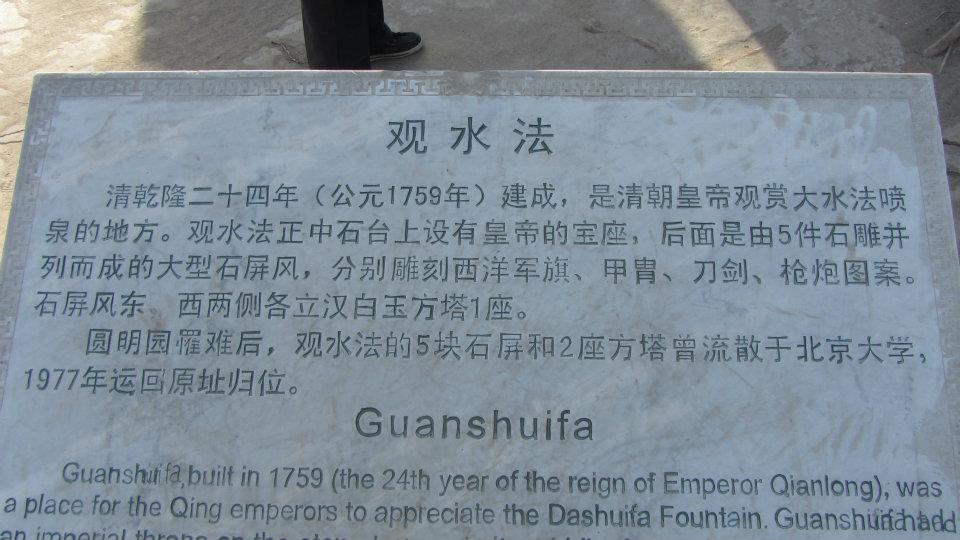 观水法
清乾隆二十四年（公元1759年）建成，是清朝皇帝观赏大水法喷
泉的地方。观水法正中石台上设有皇帝的宝座，后面是由5件石雕并
列而成的大型石屏风，分别雕刻西洋军旗、甲胄、刀剑、枪炮图案。
石屏风东、西两侧各立汉白玉方塔1座。
圆明园罹难后，观水法的5块石屏和2座方塔曾流散于北京大学，
1977年运回原址归位。
Guanshuifa
Guanshuifa, built in 1759 (the 24th year of the reign of Emperor Qianlong), was
a place for the Qing emperors to appreciate the Dashuifa Fountain. Guanshuifa had
an imperial throne on the